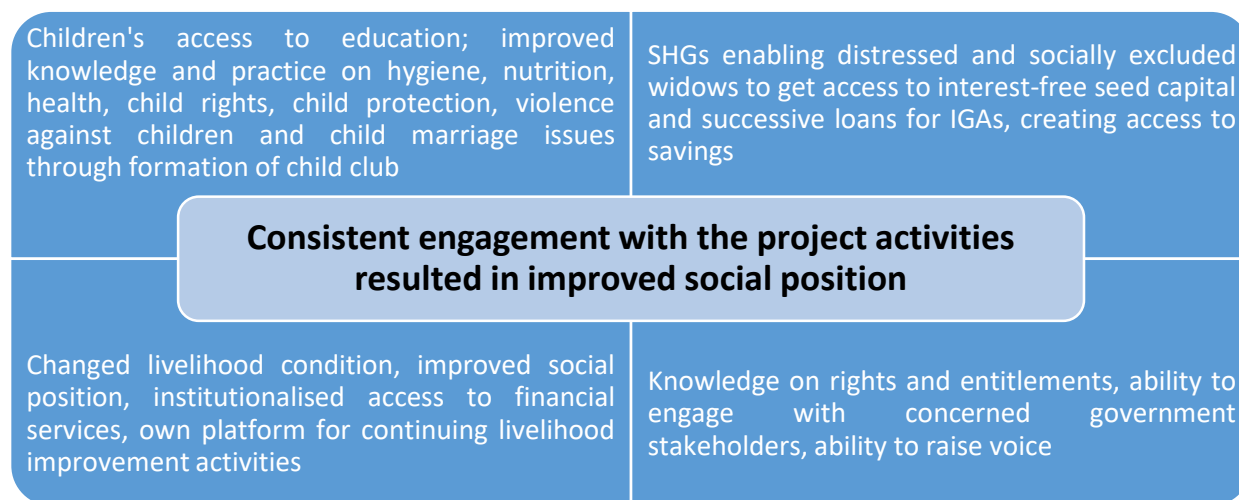 Children's access to education; improved
knowledge and practice on hygiene, nutrition,
health, child rights, child protection, violence
against children and child marriage issues
through formation of child club
SHGs enabling distressed and socially excluded
widows to get access to interest-free seed capital
and successive loans for IGAs, creating access to
savings
Consistent engagement with the project activities
resulted in improved social position
Changed livelihood condition, improved social
position, institutionalised access to financial
services, own platform for continuing livelihood
improvement activities
Knowledge on rights and entitlements, ability to
engage with concerned government
stakeholders, ability to raise voice